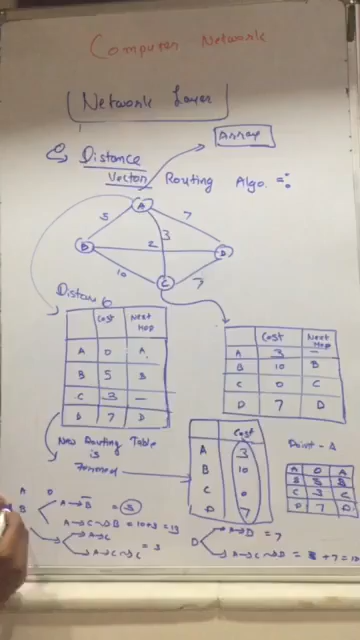 Computer Network
Network Layer
Array
Distance
Vector Routing Algo.
A
5
3
7
B
2
D
10
7
C
Distance
Cost Next Hop
A 0 A
B 5 B
C 3 —
D 7 D
Cost Next Hop
A 3 —
B 10 B
C 0 C
D 7 D
New Routing Table
is
Formed
Cost
A 3
B 10
C 0
D 7
Point - A
A 0 A
B 5 B
C 3 C
D 7 D
A 0
B
A→B = 5
A→C→B = 10+3 = 13
A→C
A→C→C = 3
D
A→D = 7
A→C→D = +7 = 10